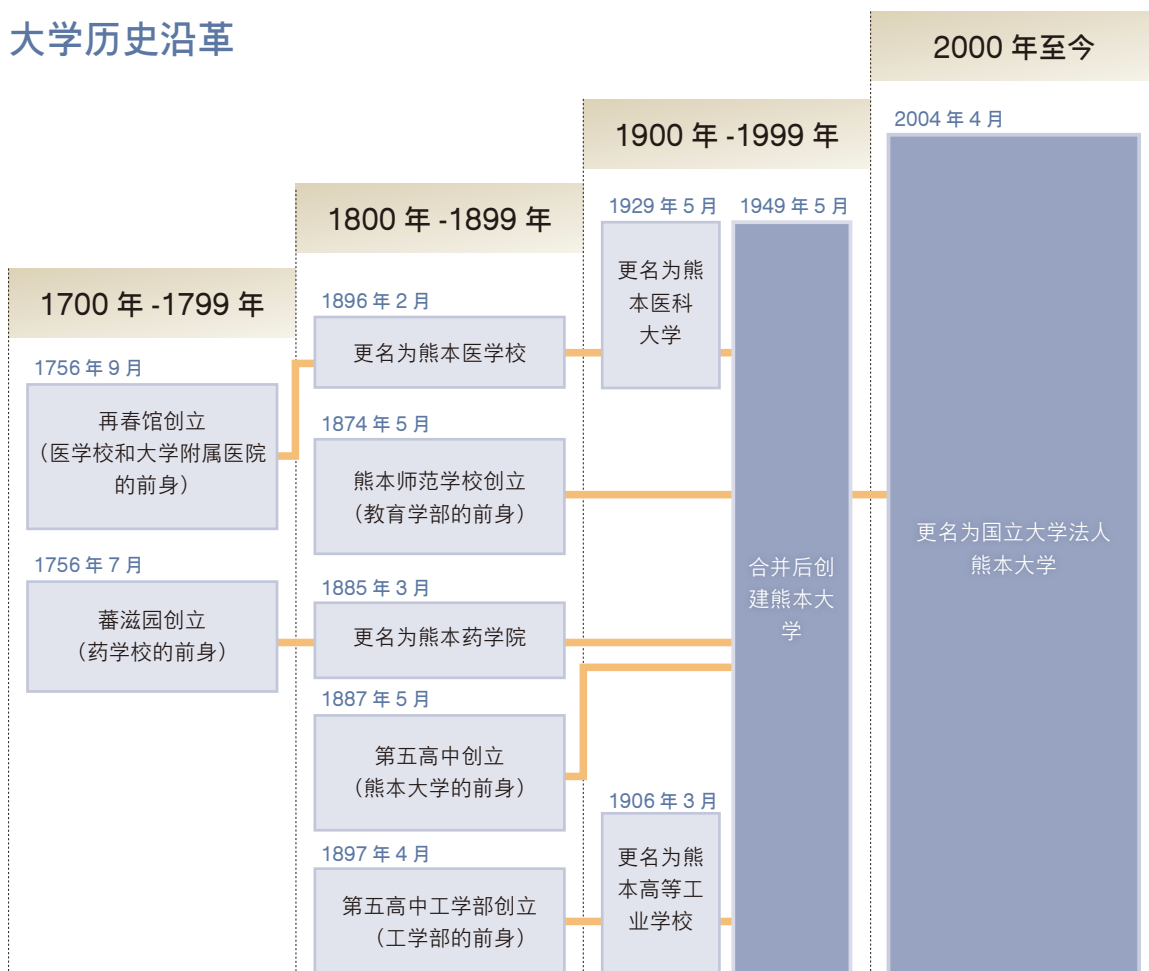 大学历史沿革
2000 年至今
2004 年 4 月
更名为国立大学法人
熊本大学
1900 年 -1999 年
1929 年 5 月
更名为熊
本医科
大学
1949 年 5 月
合并后创
建熊本大
学
1906 年 3 月
更名为熊
本高等工
业学校
1800 年 -1899 年
1896 年 2 月
更名为熊本医学校
1874 年 5 月
熊本师范学校创立
（教育学部的前身）
1885 年 3 月
更名为熊本药学院
1887 年 5 月
第五高中创立
（熊本大学的前身）
1897 年 4 月
第五高中工学部创立
（工学部的前身）
1700 年 -1799 年
1756 年 9 月
再春馆创立
（医学校和大学附属医院
的前身）
1756 年 7 月
蕃滋园创立
（药学校的前身）